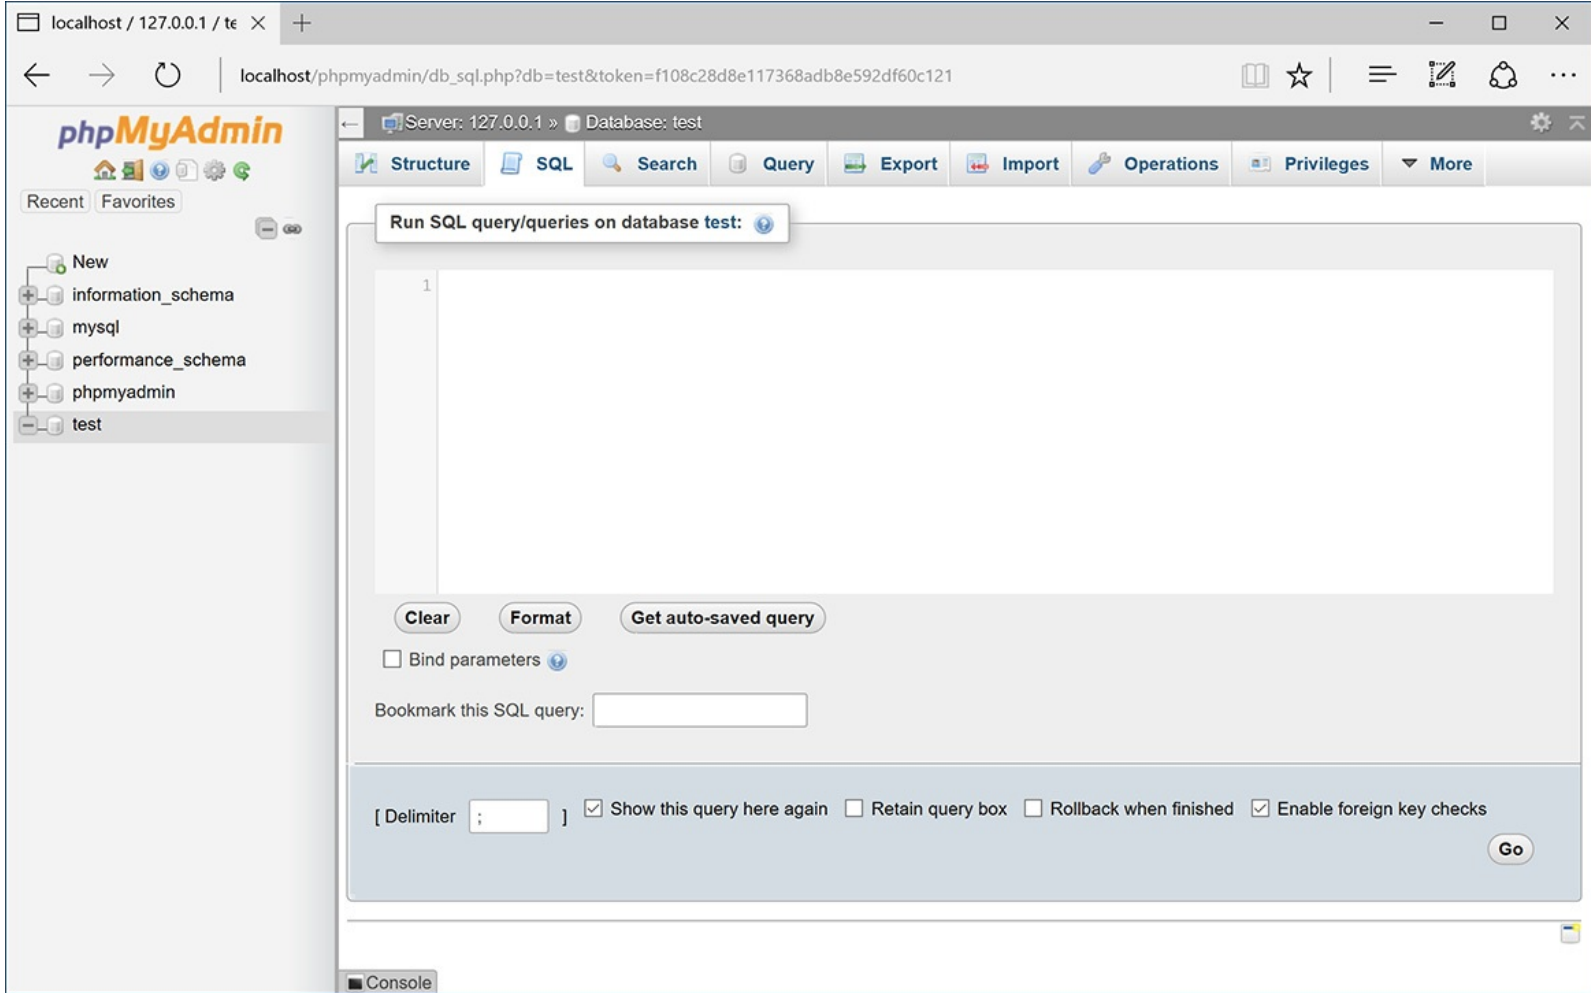 localhost / 127.0.0.1 / te
localhost/phpmyadmin/db_sql.php?db=test&token=f108c28d8e117368adb8e592df60c121
phpMyAdmin
Recent Favorites
New
information_schema
mysql
performance_schema
phpmyadmin
test
Server: 127.0.0.1 » Database: test
Structure SQL Search Query Export Import Operations Privileges More
Run SQL query/queries on database test:
1
Clear Format Get auto-saved query
Bind parameters
Bookmark this SQL query:
[ Delimiter ; ] Show this query here again Retain query box Rollback when finished Enable foreign key checks
Go
Console